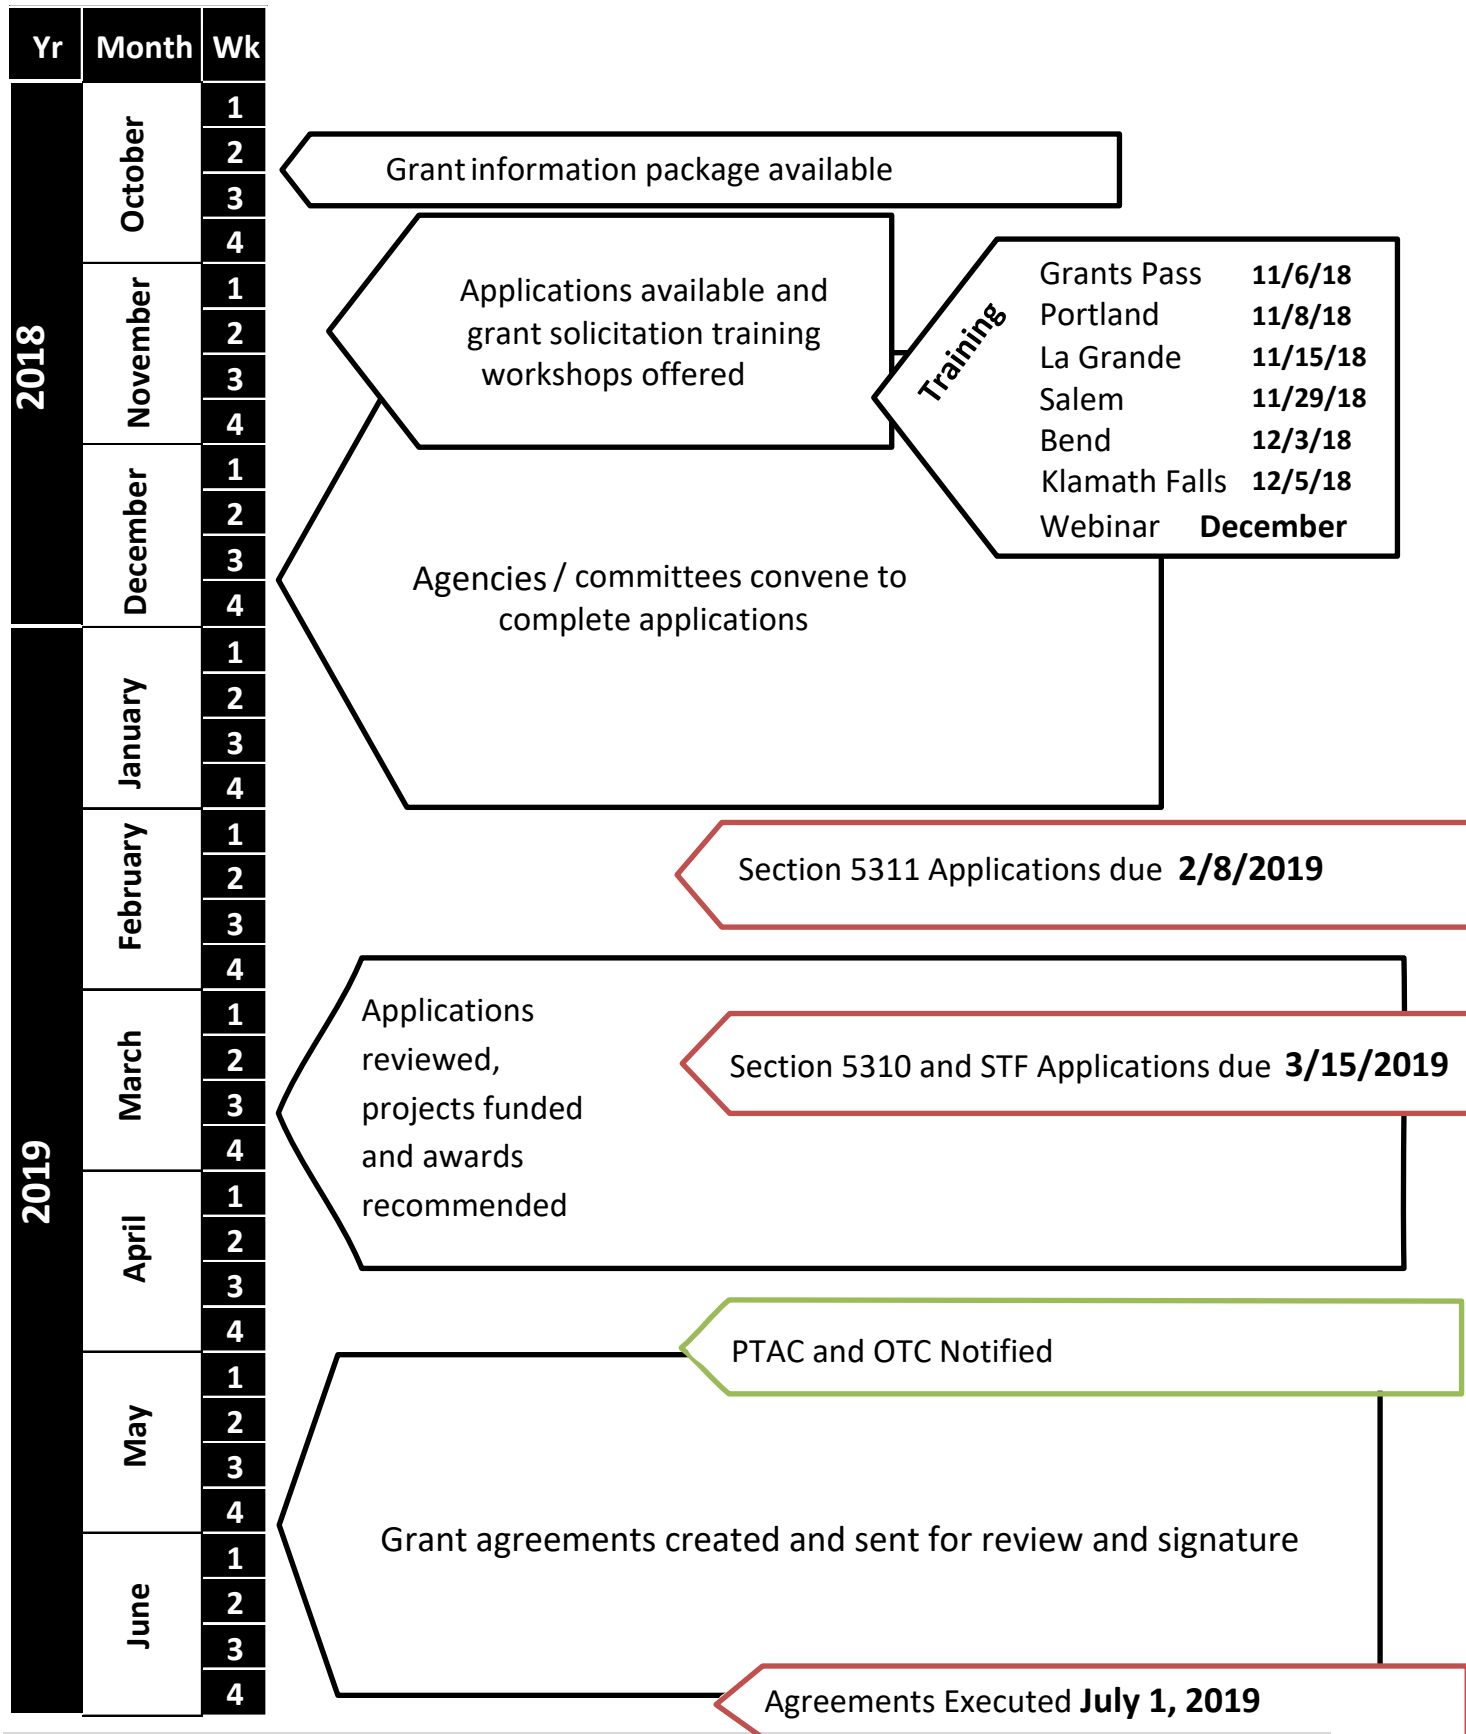 Yr Month Wk
2018
October
1
2
3
4
Grant information package available
November
1
2
3
4
Applications available and
grant solicitation training
workshops offered
Training
Grants Pass 11/6/18
Portland 11/8/18
La Grande 11/15/18
Salem 11/29/18
Bend 12/3/18
Klamath Falls 12/5/18
Webinar December
December
1
2
3
4
Agencies / committees convene to
complete applications
2019
January
1
2
3
4
February
1
2
3
4
Section 5311 Applications due 2/8/2019
March
1
2
3
4
Applications
reviewed,
projects funded
and awards
recommended
Section 5310 and STF Applications due 3/15/2019
April
1
2
3
4
PTAC and OTC Notified
May
1
2
3
4
Grant agreements created and sent for review and signature
June
1
2
3
4
Agreements Executed July 1, 2019